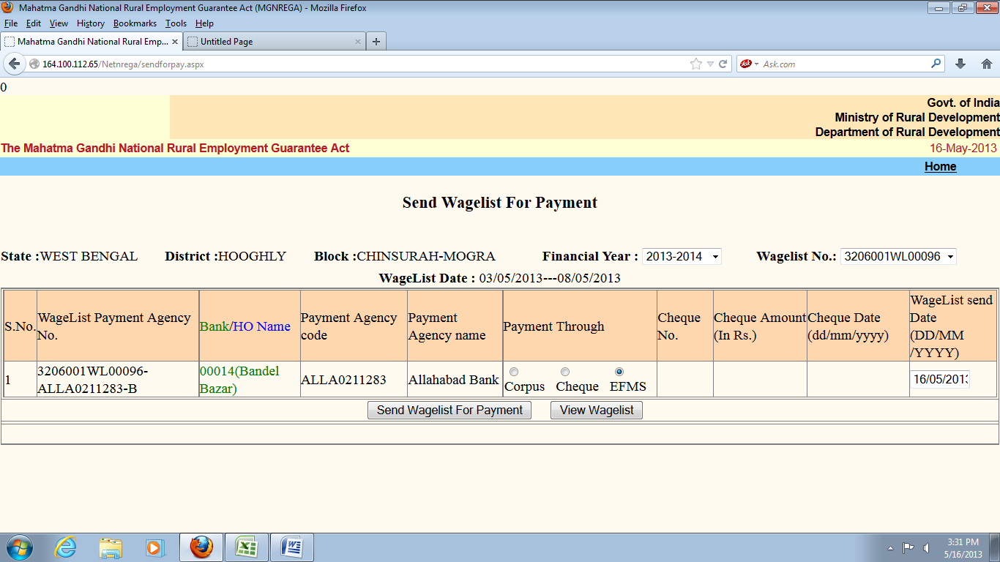 Mahatma Gandhi National Rural Employment Guarantee Act (MGNREGA) - Mozilla Firefox
File Edit View History Bookmarks Tools Help
Mahatma Gandhi National Rural Emp... × Untitled Page × +
164.100.112.65/Netnrega/sendforpay.aspx Ask Ask.com
0
Govt. of India
Ministry of Rural Development
Department of Rural Development
The Mahatma Gandhi National Rural Employment Guarantee Act 16-May-2013
Home
Send Wagelist For Payment
State :WEST BENGAL District :HOOGHLY Block :CHINSURAH-MOGRA Financial Year : 2013-2014 Wagelist No.: 3206001WL00096
WageList Date : 03/05/2013---08/05/2013
S.No.
WageList Payment Agency
No.
Bank/HO Name
Payment Agency
code
Payment
Agency name
Payment Through
Cheque
No.
Cheque Amount
(In Rs.)
Cheque Date
(dd/mm/yyyy)
WageList send
Date
(DD/MM
/YYYY)
1
3206001WL00096-
ALLA0211283-B
00014(Bandel
Bazar)
ALLA0211283
Allahabad Bank
Corpus Cheque EFMS
16/05/2013
Send Wagelist For Payment View Wagelist
3:31 PM
5/16/2013